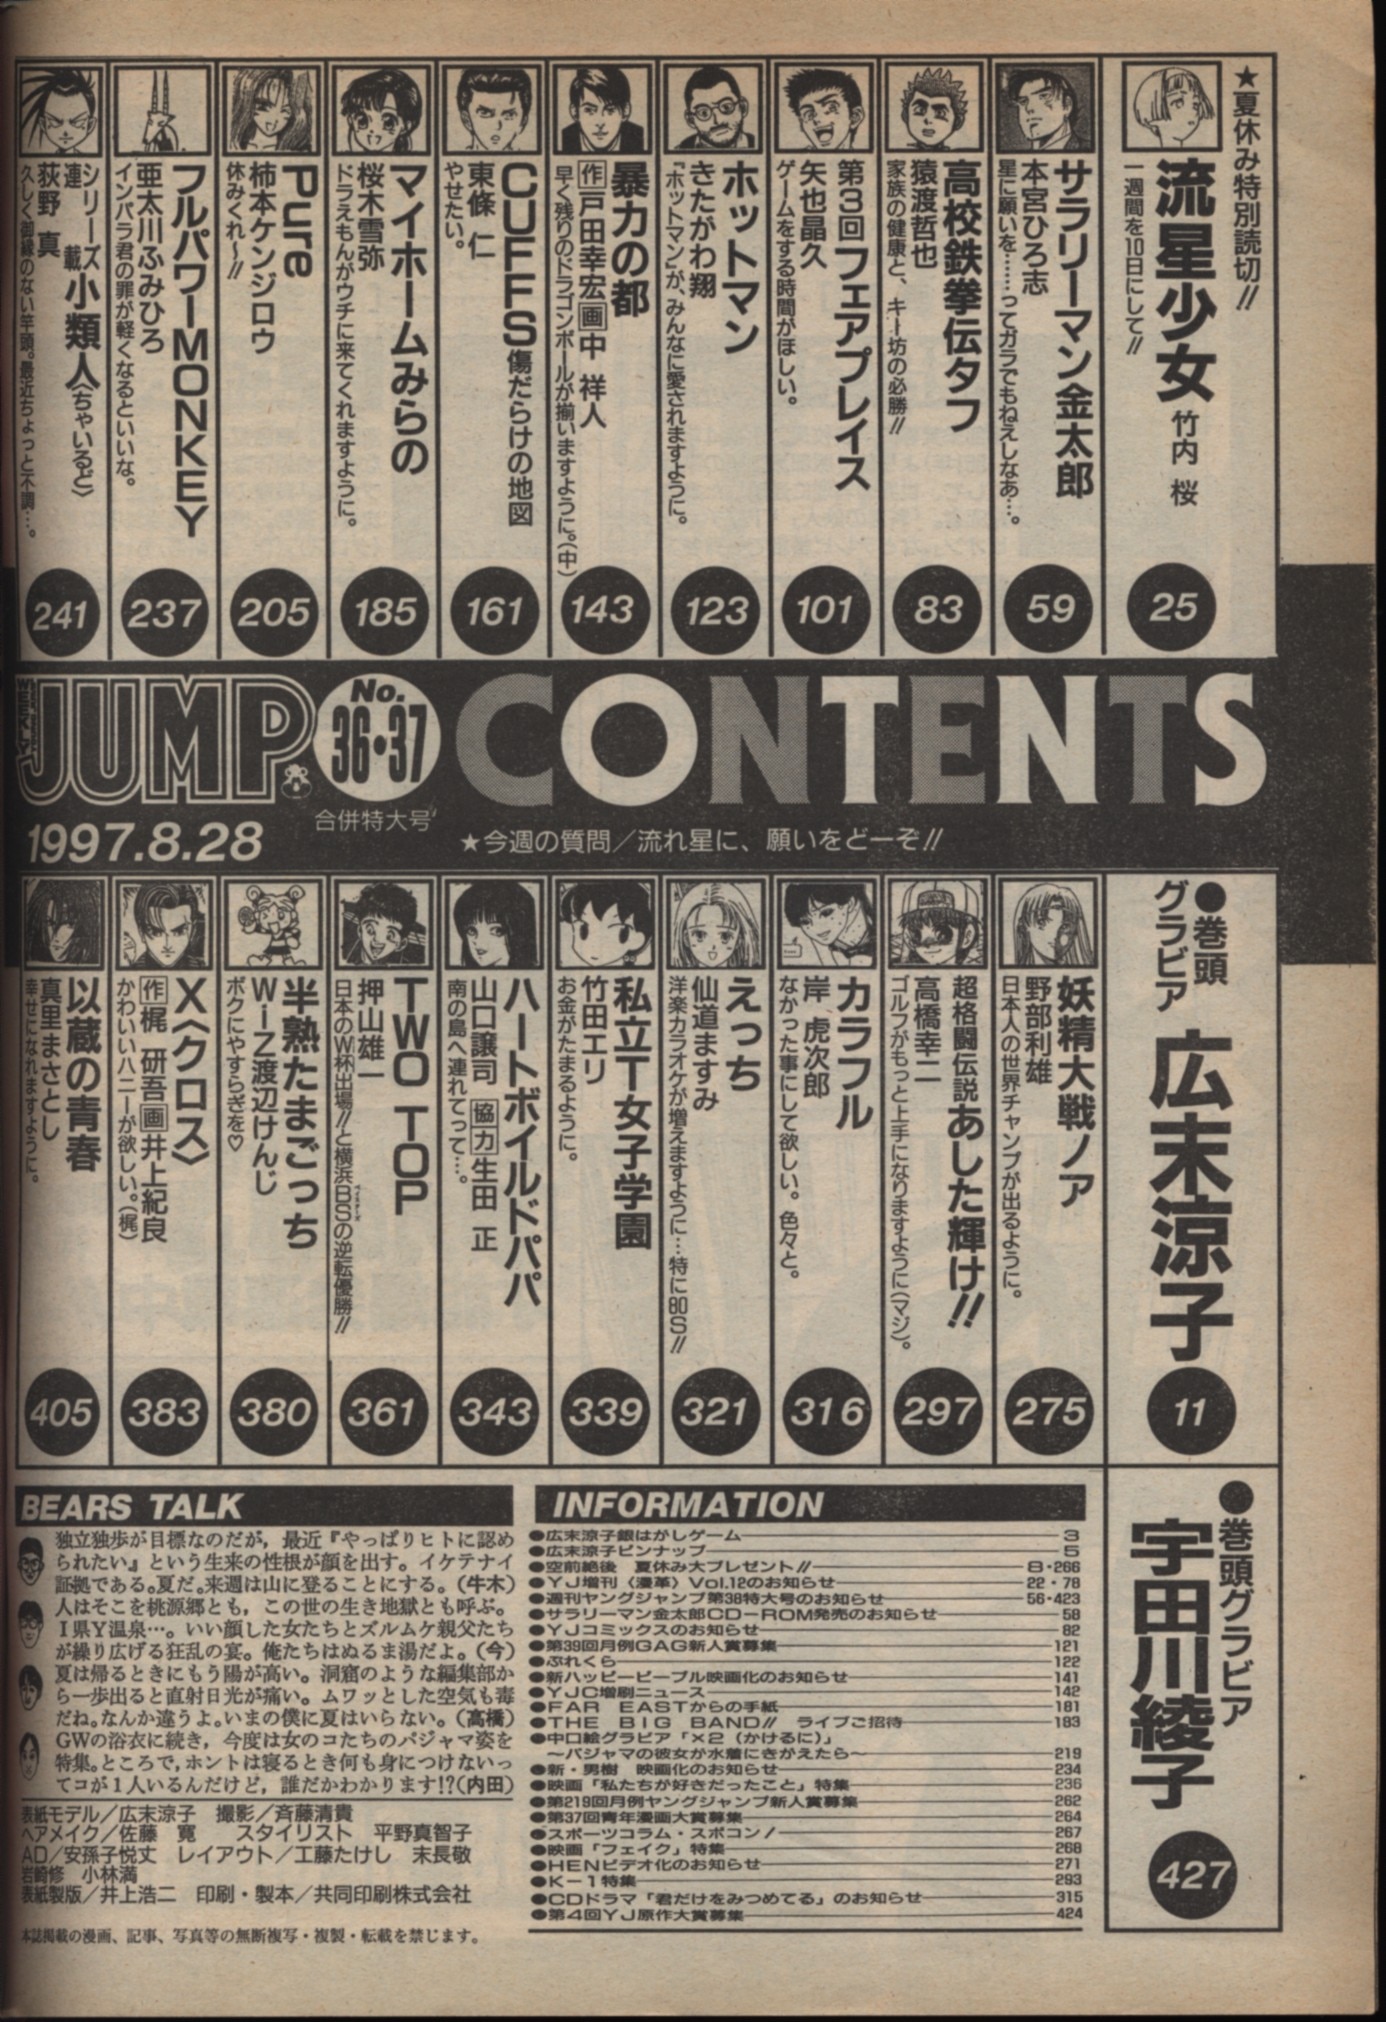 ★夏休み特別読切!!
流星少女 竹内 桜
一週間を10日にして!!
25
サラリーマン金太郎
本宮ひろ志
星に願いを……ってガラでもねえしなあ…。
59
高校鉄拳伝タフ
猿渡哲也
家族の健康と、キー坊の必勝!!
83
第3回フェアプレイス
矢也晶久
ゲームをする時間がほしい。
101
ホットマン
きたがわ翔
『ホットマン』が、みんなに愛されますように。
123
暴力の都
作戸田幸宏画中 祥人
早く残りのドラゴンボールが揃いますように。(中)
143
CUFFS傷だらけの地図
東條 仁
やせたい。
161
マイホームみらの
桜木雪弥
ドラえもんがウチに来てくれますように。
185
Pure
柿本ケンジロウ
休みくれ〜!!
205
フルパワーMONKEY
亜太川ふみひろ
インパラ君の罪が軽くなるといいな。
237
シリーズ連載 小類人〈ちゃいるど〉
荻野 真
久しく御縁のない竿頭。最近ちょっと不調…。
241
WEEKLY YOUNG JUMP
No. 36・37
合併特大号
1997.8.28
CONTENTS
★今週の質問／流れ星に、願いをどーぞ!!
●巻頭グラビア 広末涼子
11
妖精大戦ノア
野部利雄
日本人の世界チャンプが出るように。
275
超格闘伝説あした輝け!!
高橋幸二
ゴルフがもっと上手になりますように(マジ)。
297
カラフル
岸 虎次郎
なかった事にして欲しい。色々と。
316
えっち
仙道ますみ
洋楽カラオケが増えますように…特に80S!!
321
私立T女子学園
竹田エリ
お金がたまるように。
339
ハートボイルドパパ
山口譲司 協力生田 正
南の島へ連れてって…。
343
TWO TOP
押山雄一
日本のW杯出場!!と横浜BSの逆転優勝!!
361
半熟たまごっち
WiZ渡辺けんじ
ボクにやすらぎを♡
380
X〈クロス〉
作梶 研吾画井上紀良
かわいいハニーが欲しい。(梶)
383
以蔵の青春
真里まさとし
幸せになれますように。
405
●巻頭グラビア
宇田川綾子
427
BEARS TALK
独立独歩が目標なのだが，最近『やっぱりヒトに認め
られたい』という生来の性根が顔を出す。イケテナイ
証拠である。夏だ。来週は山に登ることにする。(牛木)
人はそこを桃源郷とも，この世の生き地獄とも呼ぶ。
I県Y温泉…。いい顔した女たちとズルムケ親父たち
が繰り広げる狂乱の宴。俺たちはぬるま湯だよ。(今)
夏は帰るときにもう陽が高い。洞窟のような編集部か
ら一歩出ると直射日光が痛い。ムワッとした空気も毒
だね。なんか違うよ。いまの僕に夏はいらない。(高橋)
GWの浴衣に続き，今度は女のコたちのパジャマ姿を
特集。ところで，ホントは寝るとき何も身につけないっ
てコが1人いるんだけど，誰だかわかります!?(内田)
表紙モデル／広末涼子 撮影／斉藤清貴
ヘアメイク／佐藤 寛 スタイリスト 平野真智子
AD／安孫子悦丈 レイアウト／工藤たけし 末長敬
岩崎修 小林満
表紙製版／井上浩二 印刷・製本／共同印刷株式会社
本誌掲載の漫画、記事、写真等の無断複写・複製・転載を禁じます。
INFORMATION
●広末涼子銀はがしゲーム 3
●広末涼子ピンナップ 5
●空前絶後 夏休み大プレゼント!! 8・266
●YJ増刊〈漫革〉Vol.12のお知らせ 22・78
●週刊ヤングジャンプ第38特大号のお知らせ 56・423
●サラリーマン金太郎CD-ROM発売のお知らせ 58
●YJコミックスのお知らせ 82
●第39回月例GAG新人賞募集 121
●ぷれくら 122
●新ハッピーピープル映画化のお知らせ 141
●YJC増刷ニュース 142
●FAR EASTからの手紙 181
●THE BIG BAND!! ライブご招待 183
●中口絵グラビア「×2（かけるに）」
〜パジャマの彼女が水着にきがえたら〜 219
●新・男樹 映画化のお知らせ 234
●映画「私たちが好きだったこと」特集 236
●第219回月例ヤングジャンプ新人賞募集 262
●第37回青年漫画大賞募集 264
●スポーツコラム・スポコン！ 267
●映画「フェイク」特集 268
●HENビデオ化のお知らせ 271
●K-1特集 293
●CDドラマ「君だけをみつめてる」のお知らせ 315
●第4回YJ原作大賞募集 424